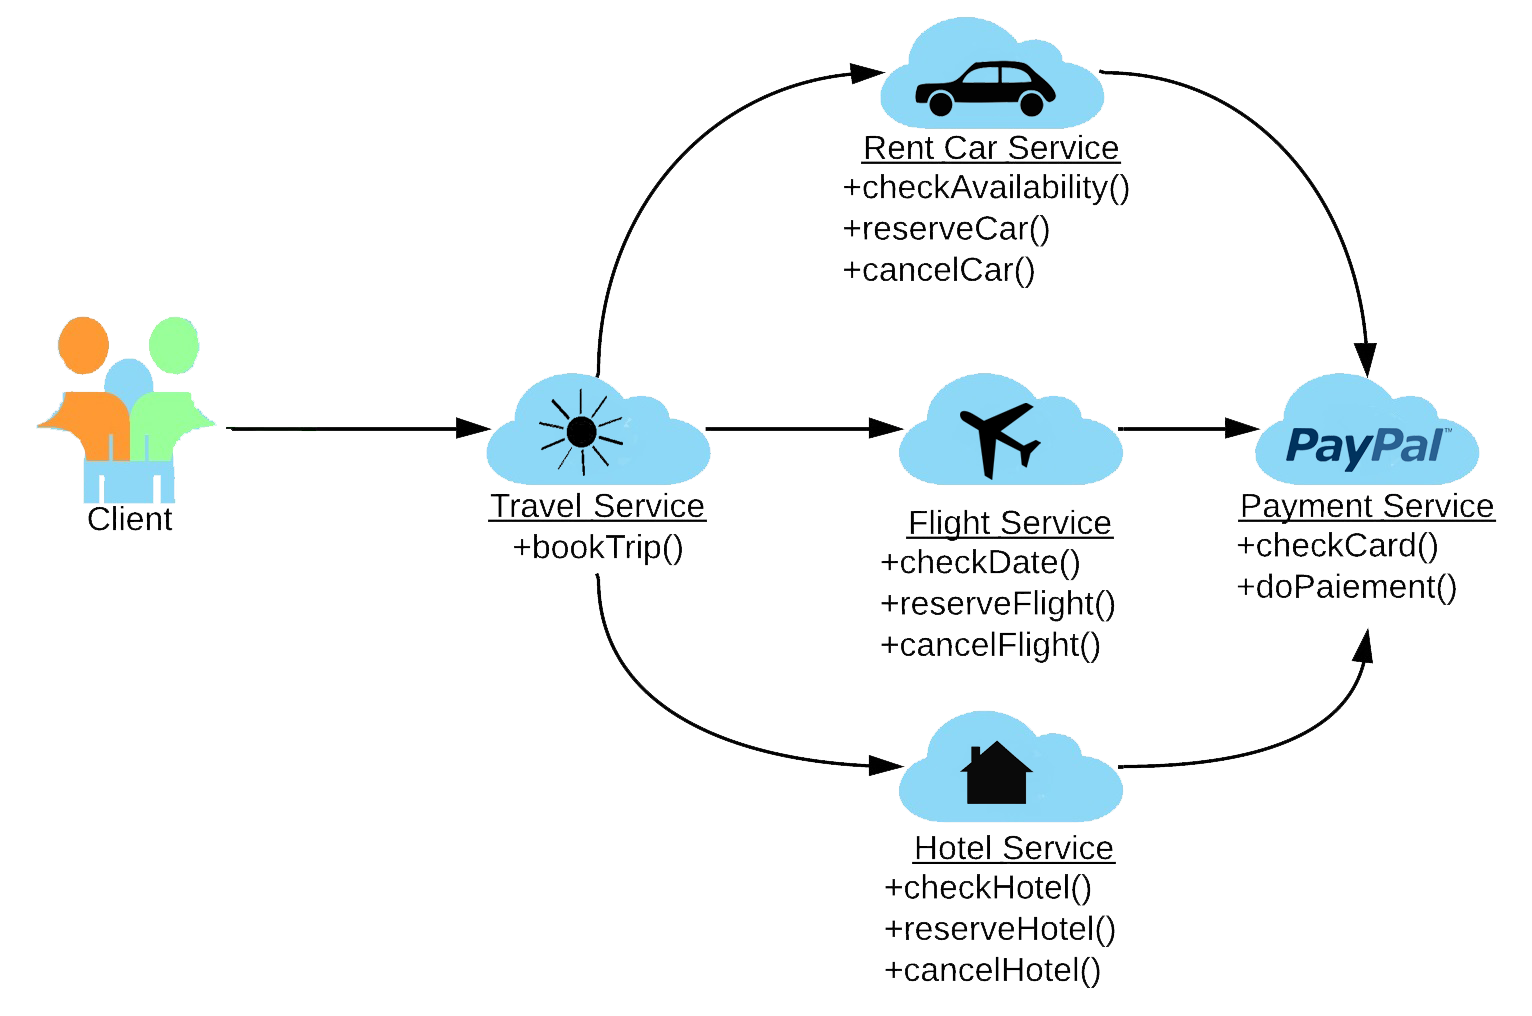 Rent Car Service
+checkAvailability()
+reserveCar()
+cancelCar()
Client
Travel Service
+bookTrip()
Flight Service
+checkDate()
+reserveFlight()
+cancelFlight()
PayPal™
Payment Service
+checkCard()
+doPaiement()
Hotel Service
+checkHotel()
+reserveHotel()
+cancelHotel()